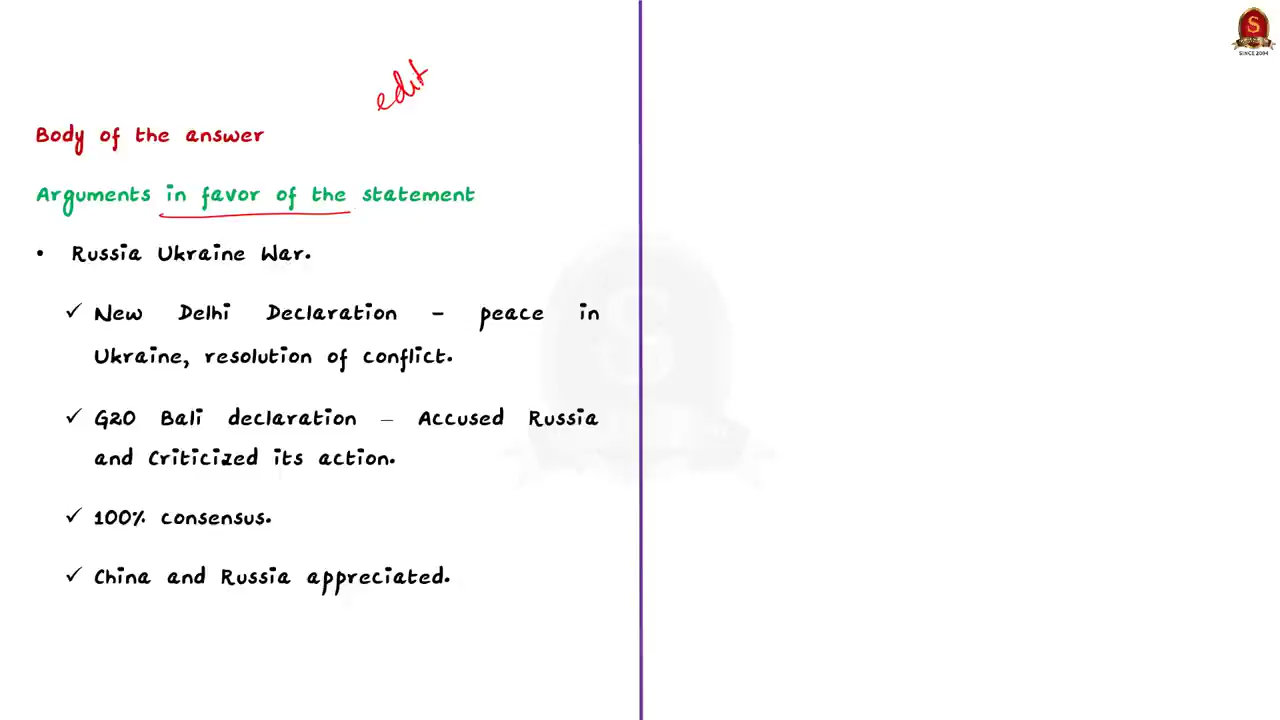 S
SINCE 2004
edit
Body of the answer
Arguments in favor of the statement
• Russia Ukraine War.
✓ New Delhi Declaration – peace in
Ukraine, resolution of conflict.
✓ G20 Bali declaration – Accused Russia
and Criticized its action.
✓ 100% consensus.
✓ China and Russia appreciated.